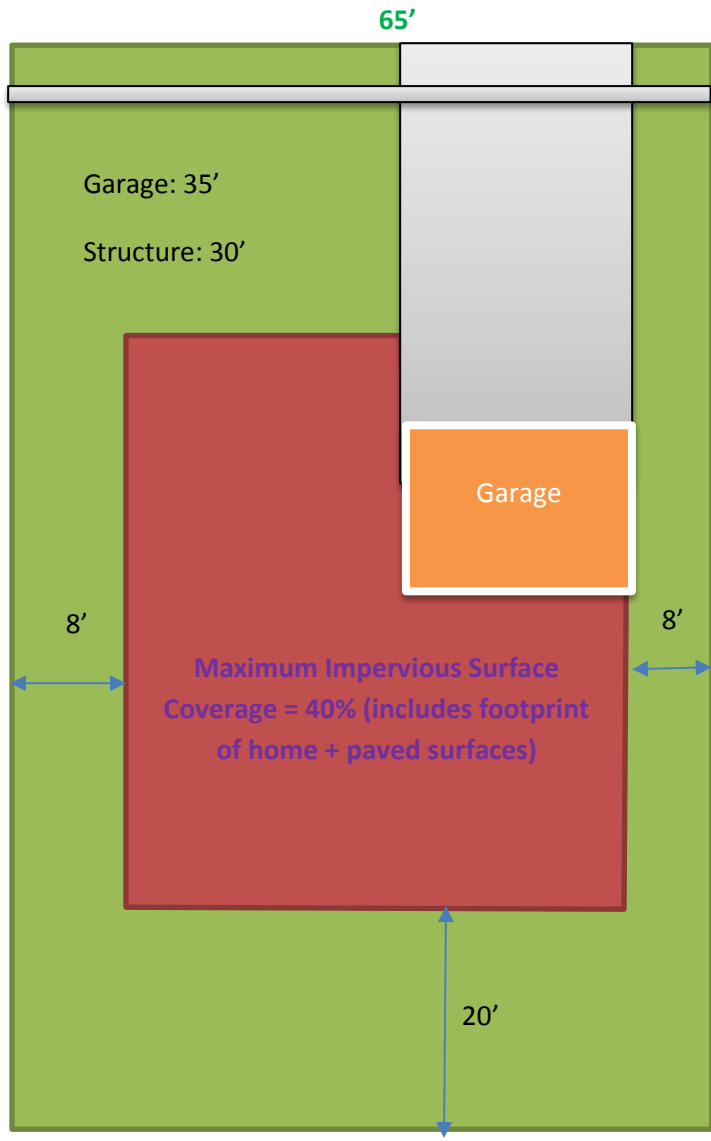 65’
Garage: 35’
Structure: 30’
Garage
8’
8’
Maximum Impervious Surface
Coverage = 40% (includes footprint
of home + paved surfaces)
20’